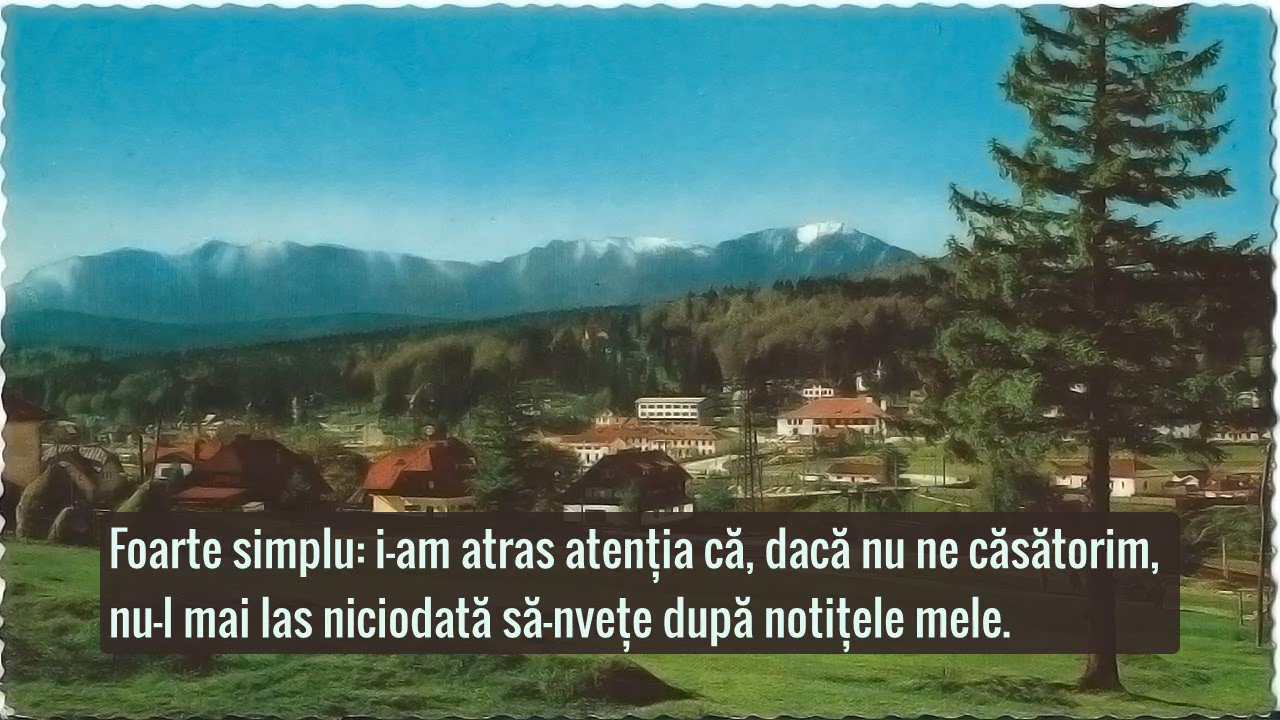 Foarte simplu: i-am atras atenția că, dacă nu ne căsătorim,
nu-l mai las niciodată să-nvețe după notițele mele.